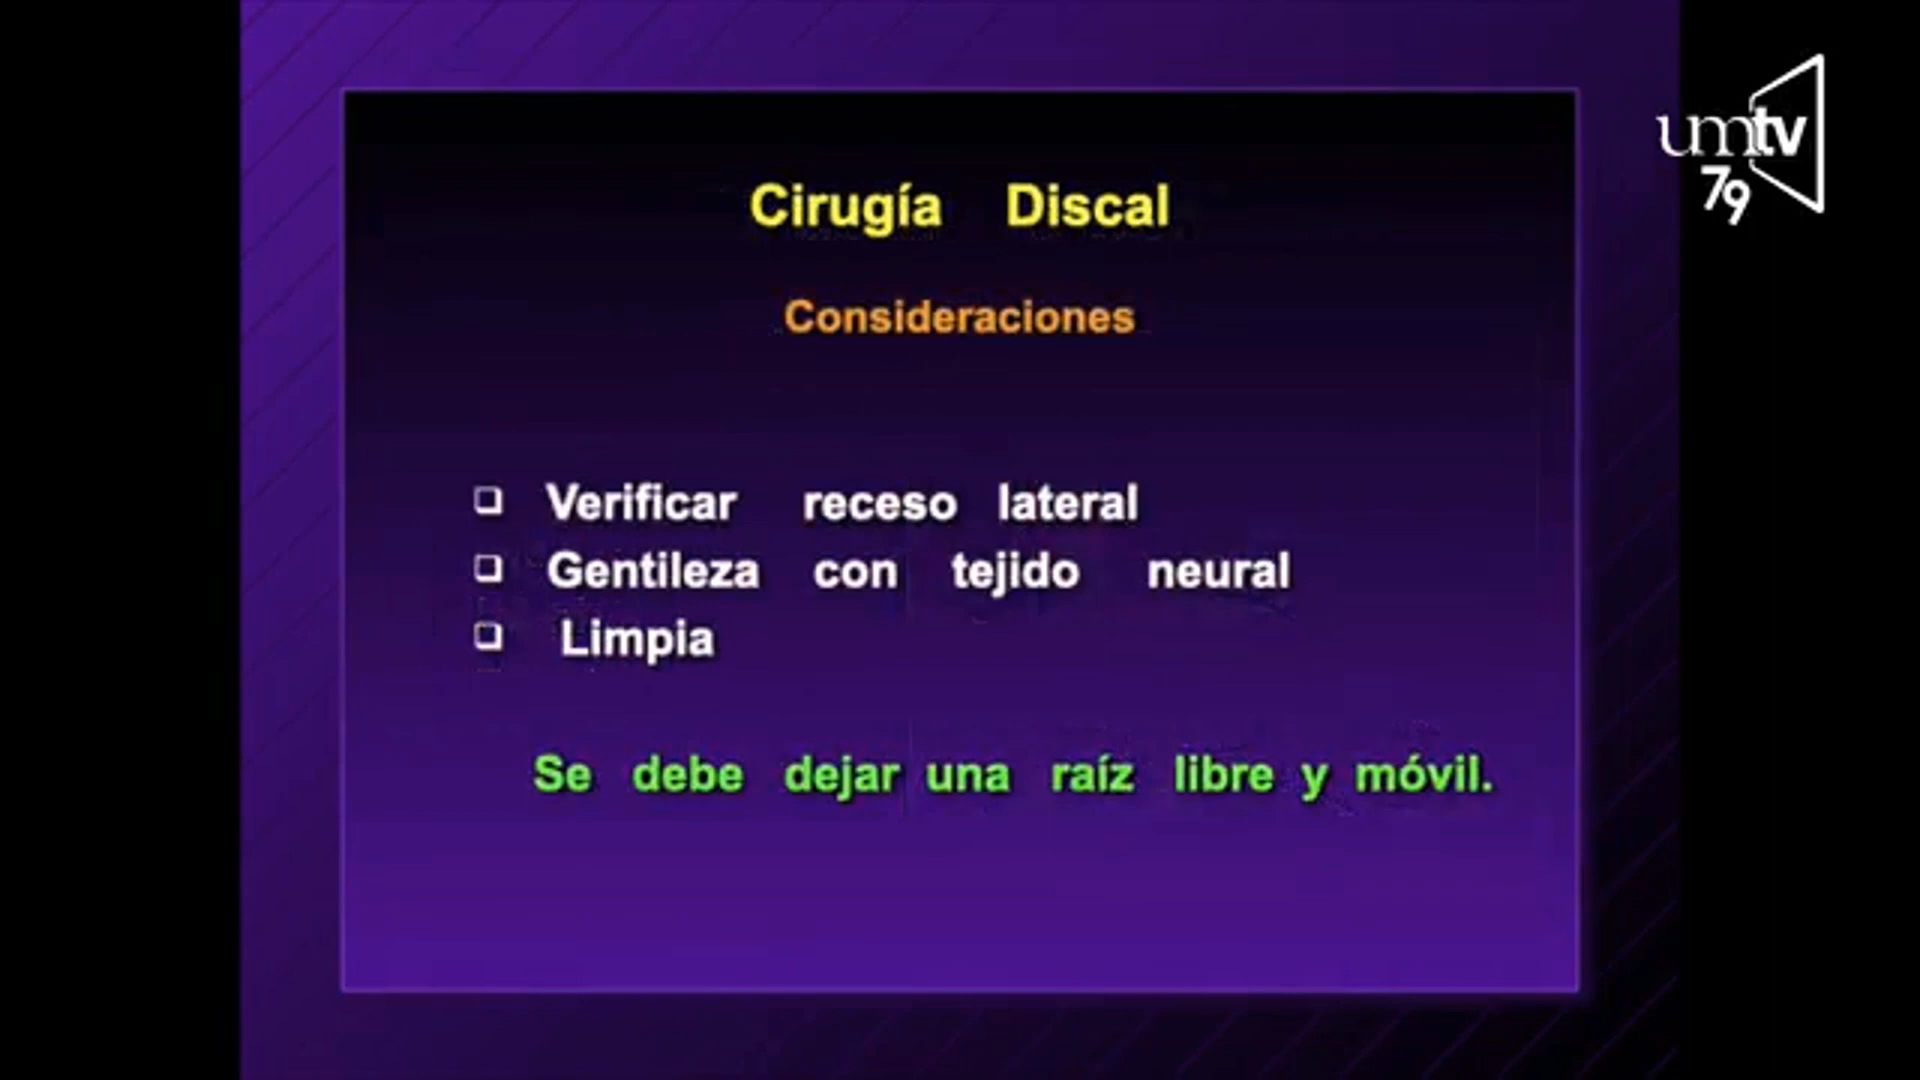 Cirugía Discal
Consideraciones
Verificar receso lateral
Gentileza con tejido neural
Limpia
Se debe dejar una raíz libre y móvil.
umtv
79